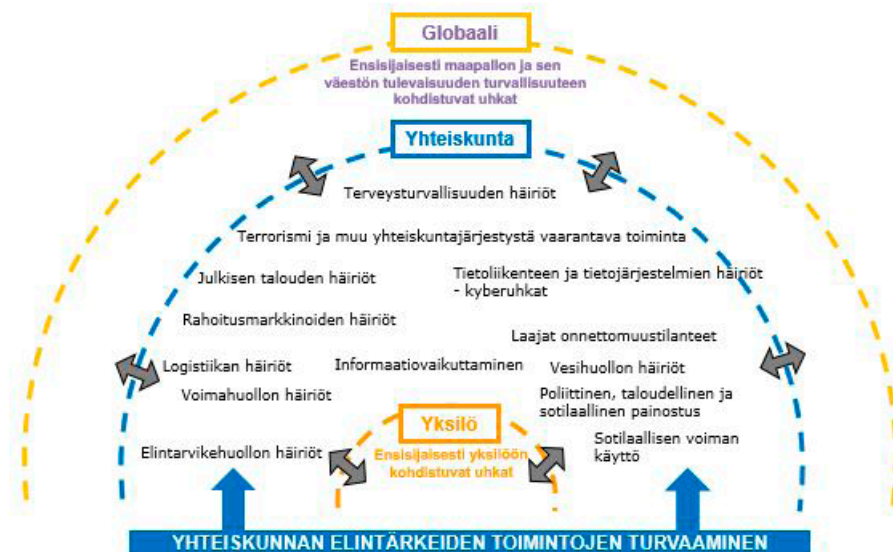 Globaali
Ensisijaisesti maapallon ja sen
väestön tulevaisuuden turvallisuuteen
kohdistuvat uhkat
Yhteiskunta
Terveysturvallisuuden häiriöt
Terrorismi ja muu yhteiskuntajärjestystä vaarantava toiminta
Julkisen talouden häiriöt
Tietoliikenteen ja tietojärjestelmien häiriöt
- kyberuhkat
Rahoitusmarkkinoiden häiriöt
Laajat onnettomuustilanteet
Logistiikan häiriöt
Informaatiovaikuttaminen
Vesihuollon häiriöt
Voimahuollon häiriöt
Poliittinen, taloudellinen ja
sotilaallinen painostus
Yksilö
Ensisijaisesti yksilöön
kohdistuvat uhkat
Elintarvikehuollon häiriöt
Sotilaallisen voiman
käyttö
YHTEISKUNNAN ELINTÄRKEIDEN TOIMINTOJEN TURVAAMINEN